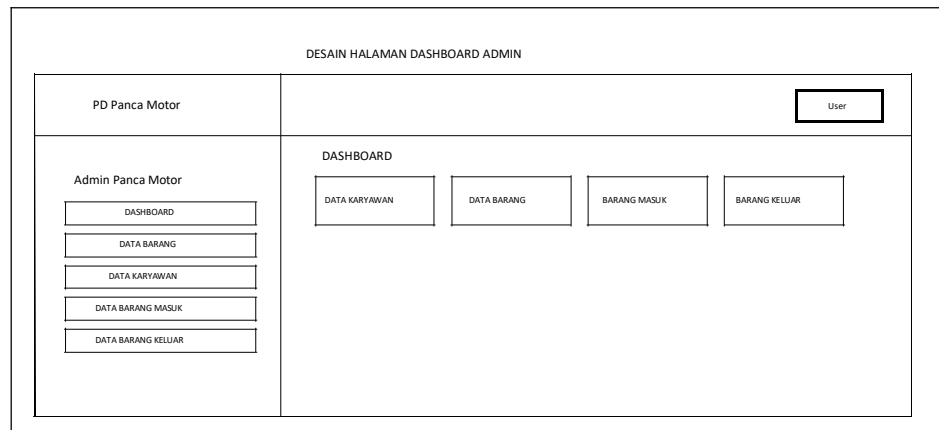 DESAIN HALAMAN DASHBOARD ADMIN
PD Panca Motor
User
Admin Panca Motor
DASHBOARD
DATA BARANG
DATA KARYAWAN
DATA BARANG MASUK
DATA BARANG KELUAR
DASHBOARD
DATA KARYAWAN
DATA BARANG
BARANG MASUK
BARANG KELUAR